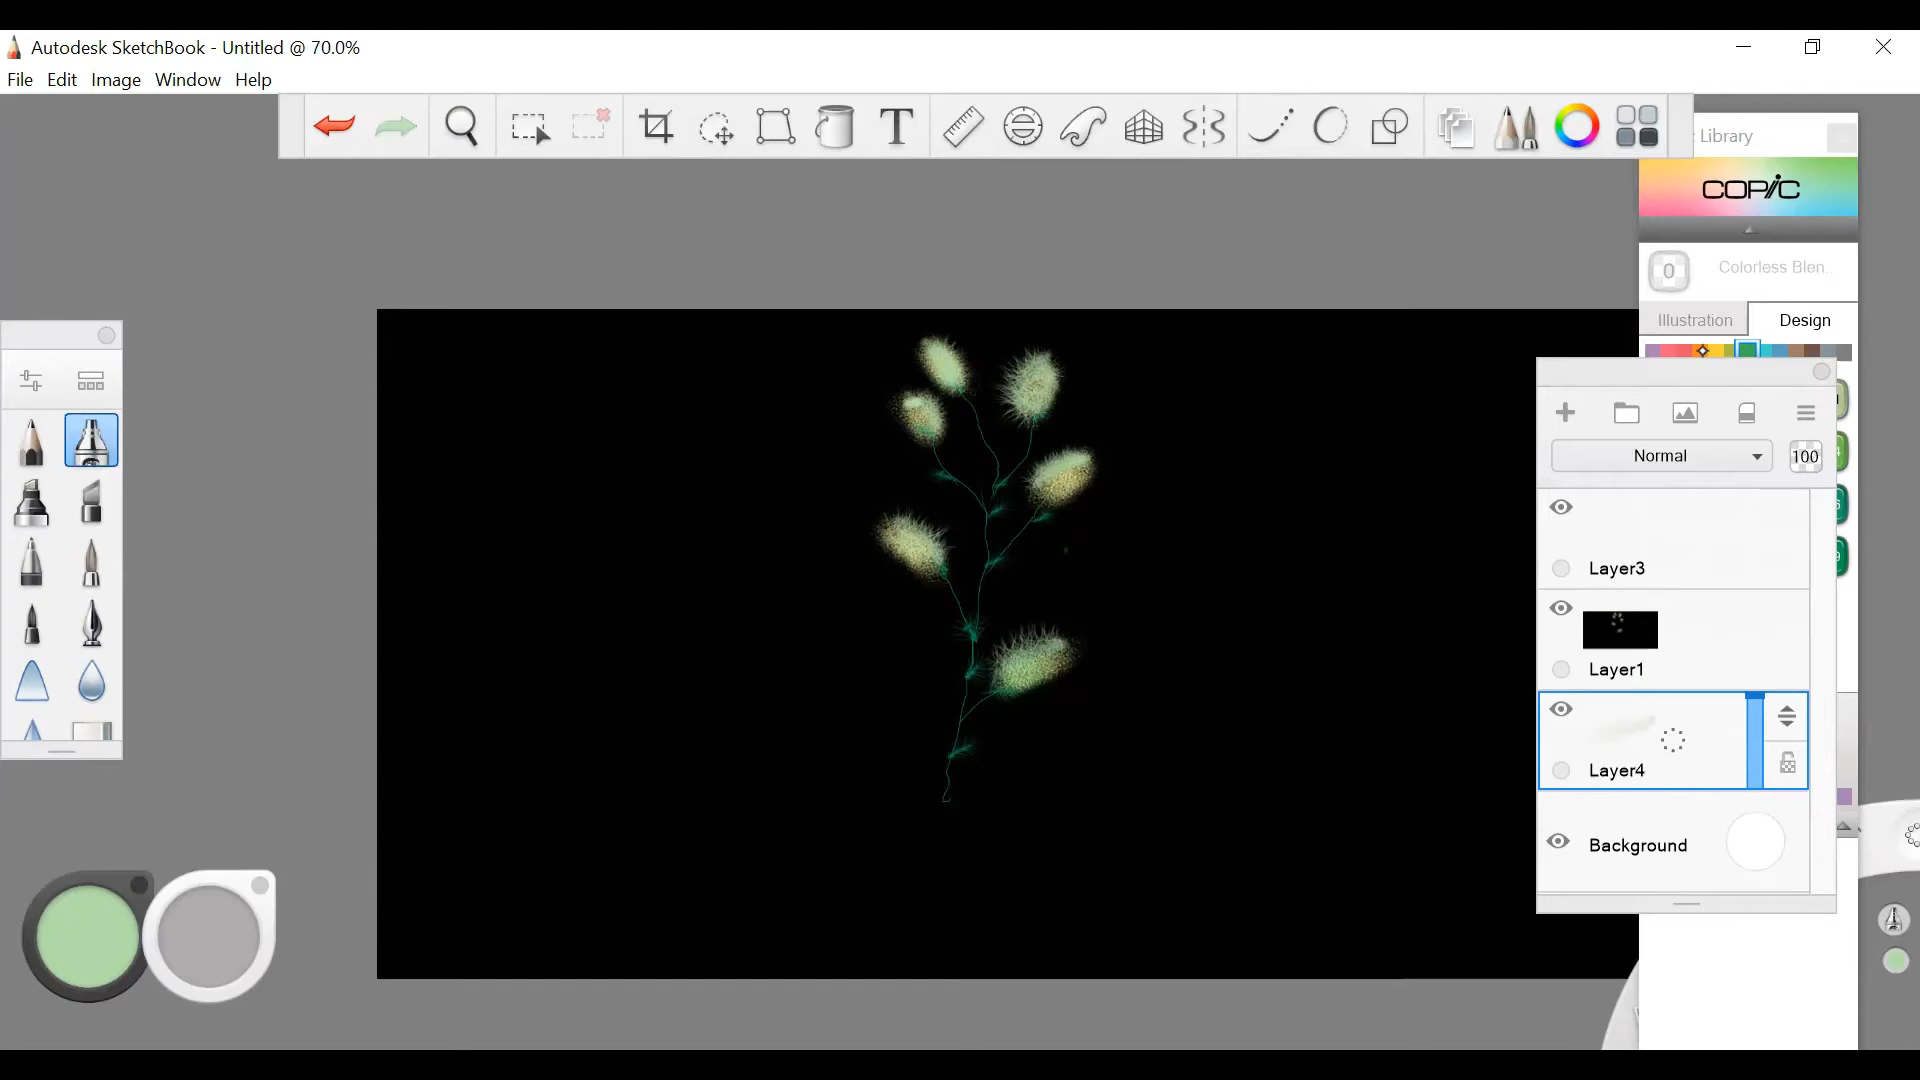 Autodesk SketchBook - Untitled @ 70.0%
File Edit Image Window Help
T
Library
COPIC
0 Colorless Blen..
Illustration Design
Normal 100
Layer3
Layer1
Layer4
Background